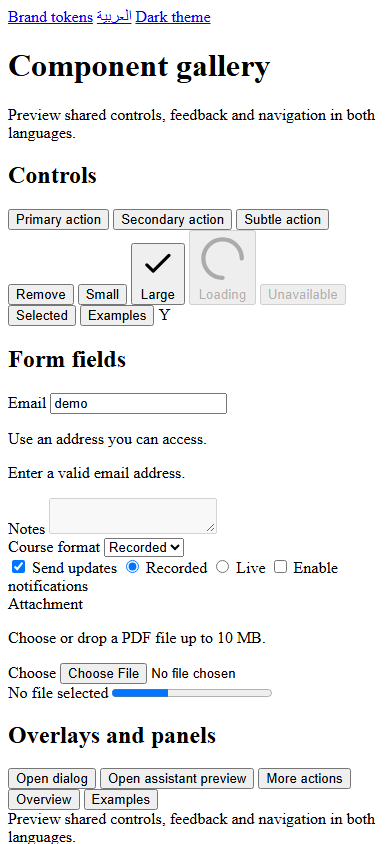 Brand tokens العربية Dark theme
Component gallery
Preview shared controls, feedback and navigation in both
languages.
Controls
Primary action Secondary action Subtle action
Remove Small Large Loading Unavailable
Selected Examples Y
Form fields
Email demo
Use an address you can access.
Enter a valid email address.
Notes
Course format Recorded
Send updates Recorded Live Enable
notifications
Attachment
Choose or drop a PDF file up to 10 MB.
Choose Choose File No file chosen
No file selected
Overlays and panels
Open dialog Open assistant preview More actions
Overview Examples
Preview shared controls, feedback and navigation in both
languages.